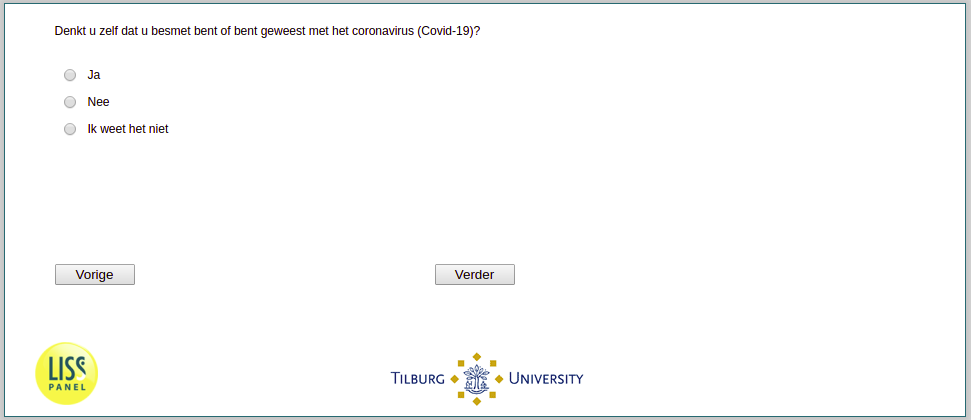 Denkt u zelf dat u besmet bent of bent geweest met het coronavirus (Covid-19)?
Ja
Nee
Ik weet het niet
Vorige
Verder
LISS
PANEL
TILBURG UNIVERSITY